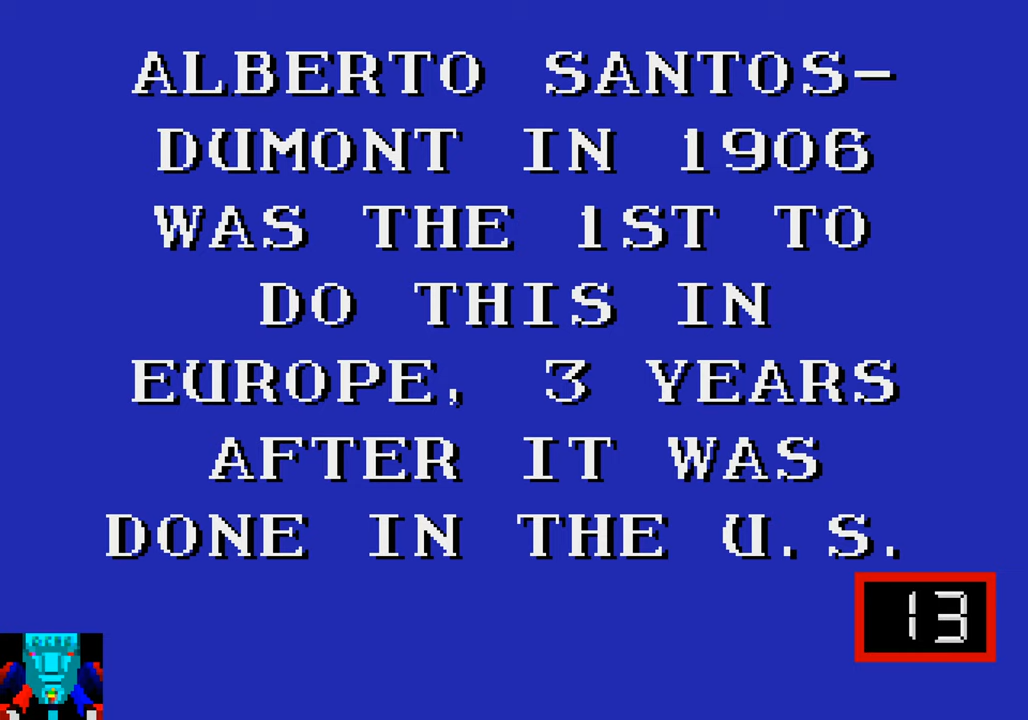 ALBERTO SANTOS-
DUMONT IN 1906
WAS THE 1ST TO
DO THIS IN
EUROPE, 3 YEARS
AFTER IT WAS
DONE IN THE U.S.
13